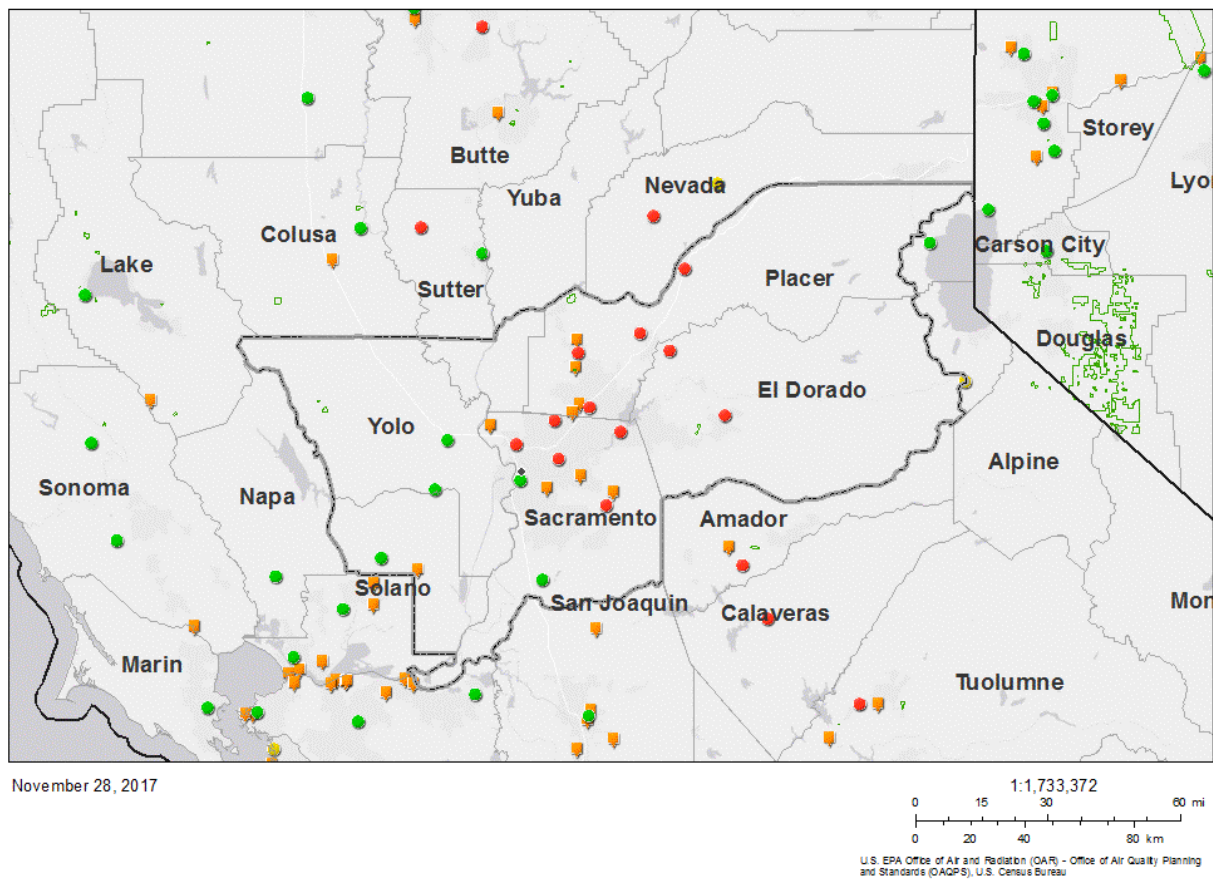 Storey
Butte
Nevada
Lyo
Yuba
Colusa
Carson City
Lake
Placer
Sutter
Douglas
El Dorado
Yolo
Alpine
Sonoma
Napa
Sacramento
Amador
Solano
San Joaquin
Calaveras
Mon
Marin
Tuolumne
November 28, 2017
1:1,733,372
0 15 30 60 mi
0 20 40 80 km
U.S. EPA Office of Air and Radiation (OAR) - Office of Air Quality Planning
and Standards (OAQPS), U.S. Census Bureau